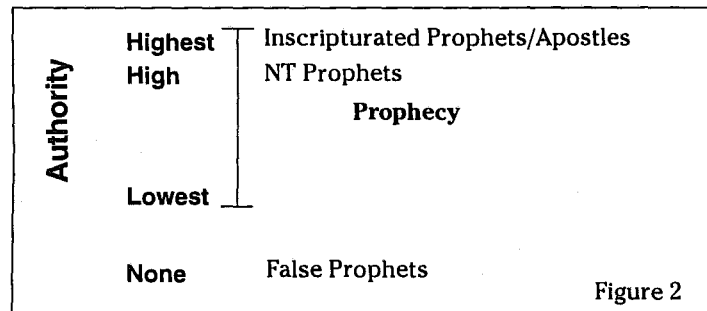 Authority
Highest Inscripturated Prophets/Apostles
High NT Prophets
Prophecy
Lowest
None False Prophets
Figure 2